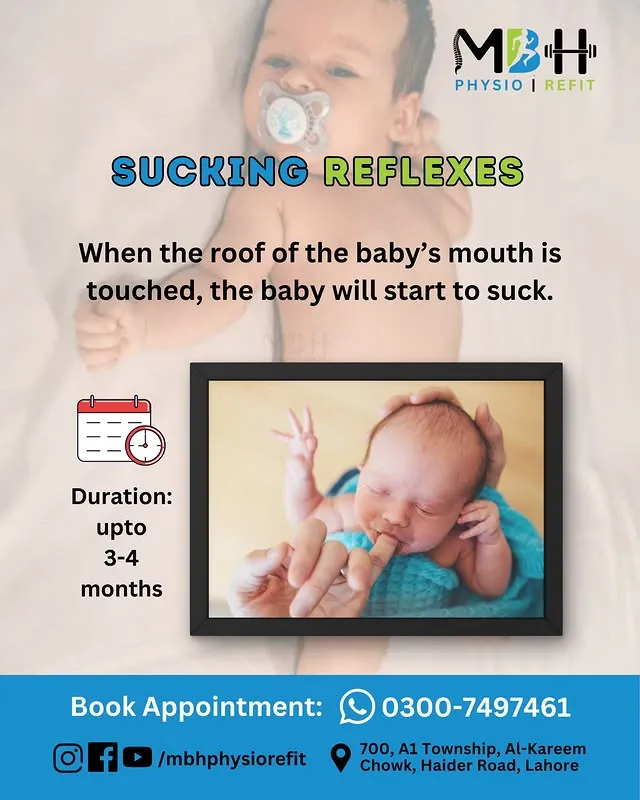 MBH
PHYSIO | REFIT
SUCKING REFLEXES
When the roof of the baby’s mouth is
touched, the baby will start to suck.
Duration:
upto
3-4
months
Book Appointment: 0300-7497461
/mbhphysiorefit
700, A1 Township, Al-Kareem
Chowk, Haider Road, Lahore